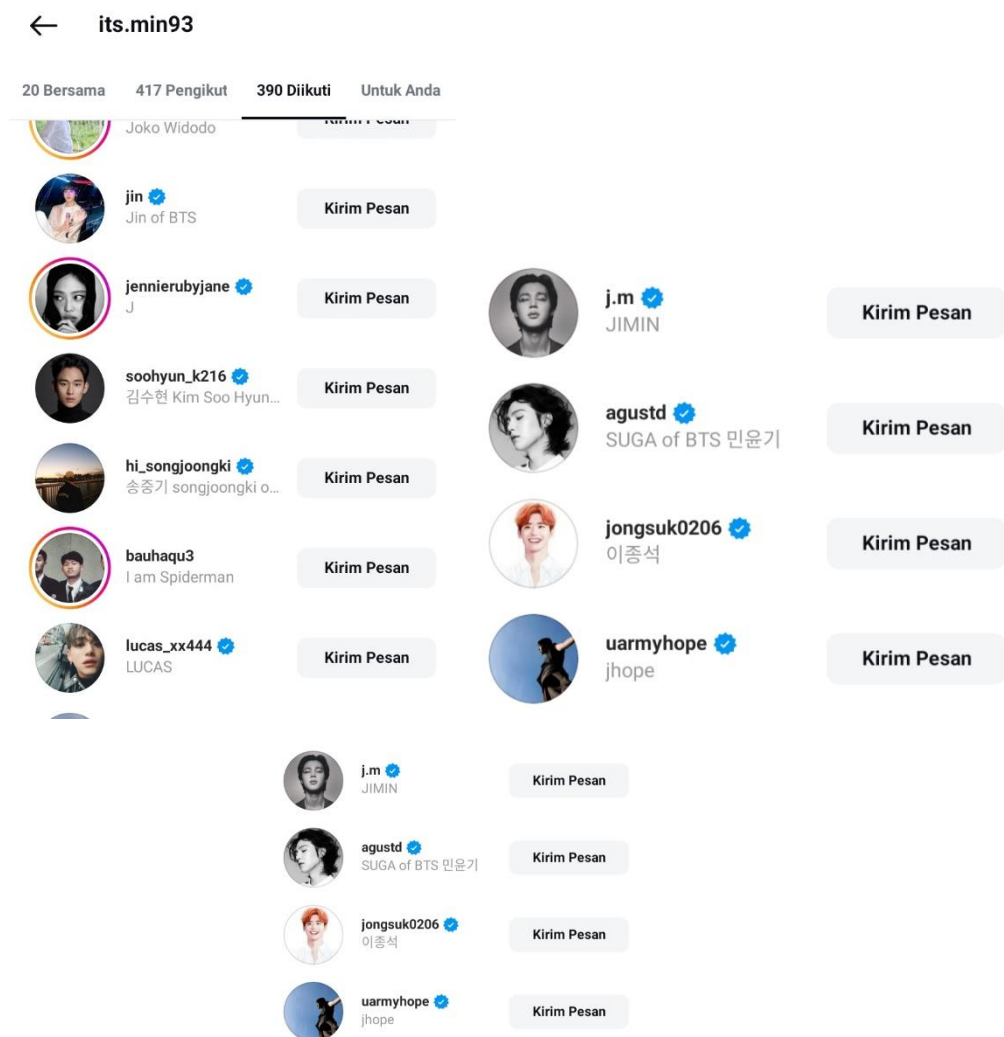 its.min93
20 Bersama 417 Pengikut 390 Diikuti Untuk Anda
Joko Widodo Kirim Pesan
jin
Jin of BTS
Kirim Pesan
jennierubyjane
J
Kirim Pesan
soohyun_k216
김수현 Kim Soo Hyun...
Kirim Pesan
hi_songjoongki
송중기 songjoongki o...
Kirim Pesan
bauhaqu3
I am Spiderman
Kirim Pesan
lucas_xx444
LUCAS
Kirim Pesan
j.m
JIMIN
Kirim Pesan
agustd
SUGA of BTS 민윤기
Kirim Pesan
jongsuk0206
이종석
Kirim Pesan
uarmyhope
jhope
Kirim Pesan
j.m
JIMIN
Kirim Pesan
agustd
SUGA of BTS 민윤기
Kirim Pesan
jongsuk0206
이종석
Kirim Pesan
uarmyhope
jhope
Kirim Pesan